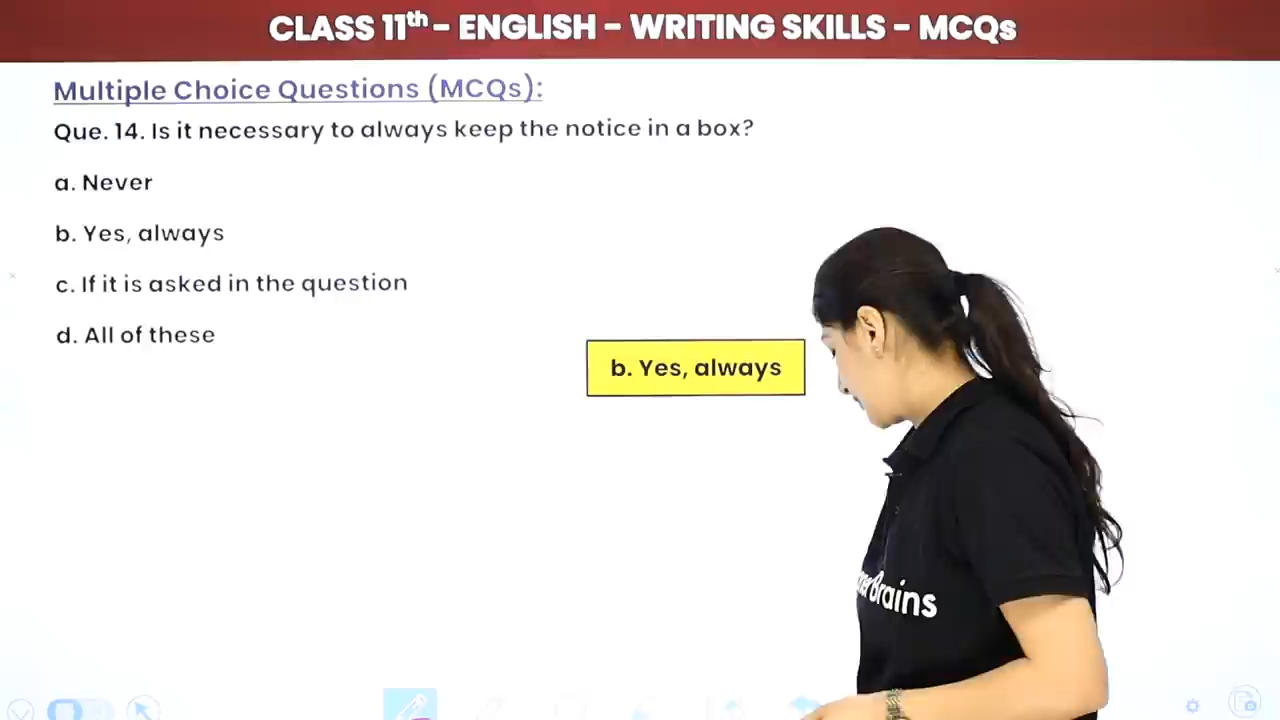 CLASS 11th - ENGLISH - WRITING SKILLS - MCQs
Multiple Choice Questions (MCQs):
Que. 14. Is it necessary to always keep the notice in a box?
a. Never
b. Yes, always
c. If it is asked in the question
d. All of these
b. Yes, always
Brains